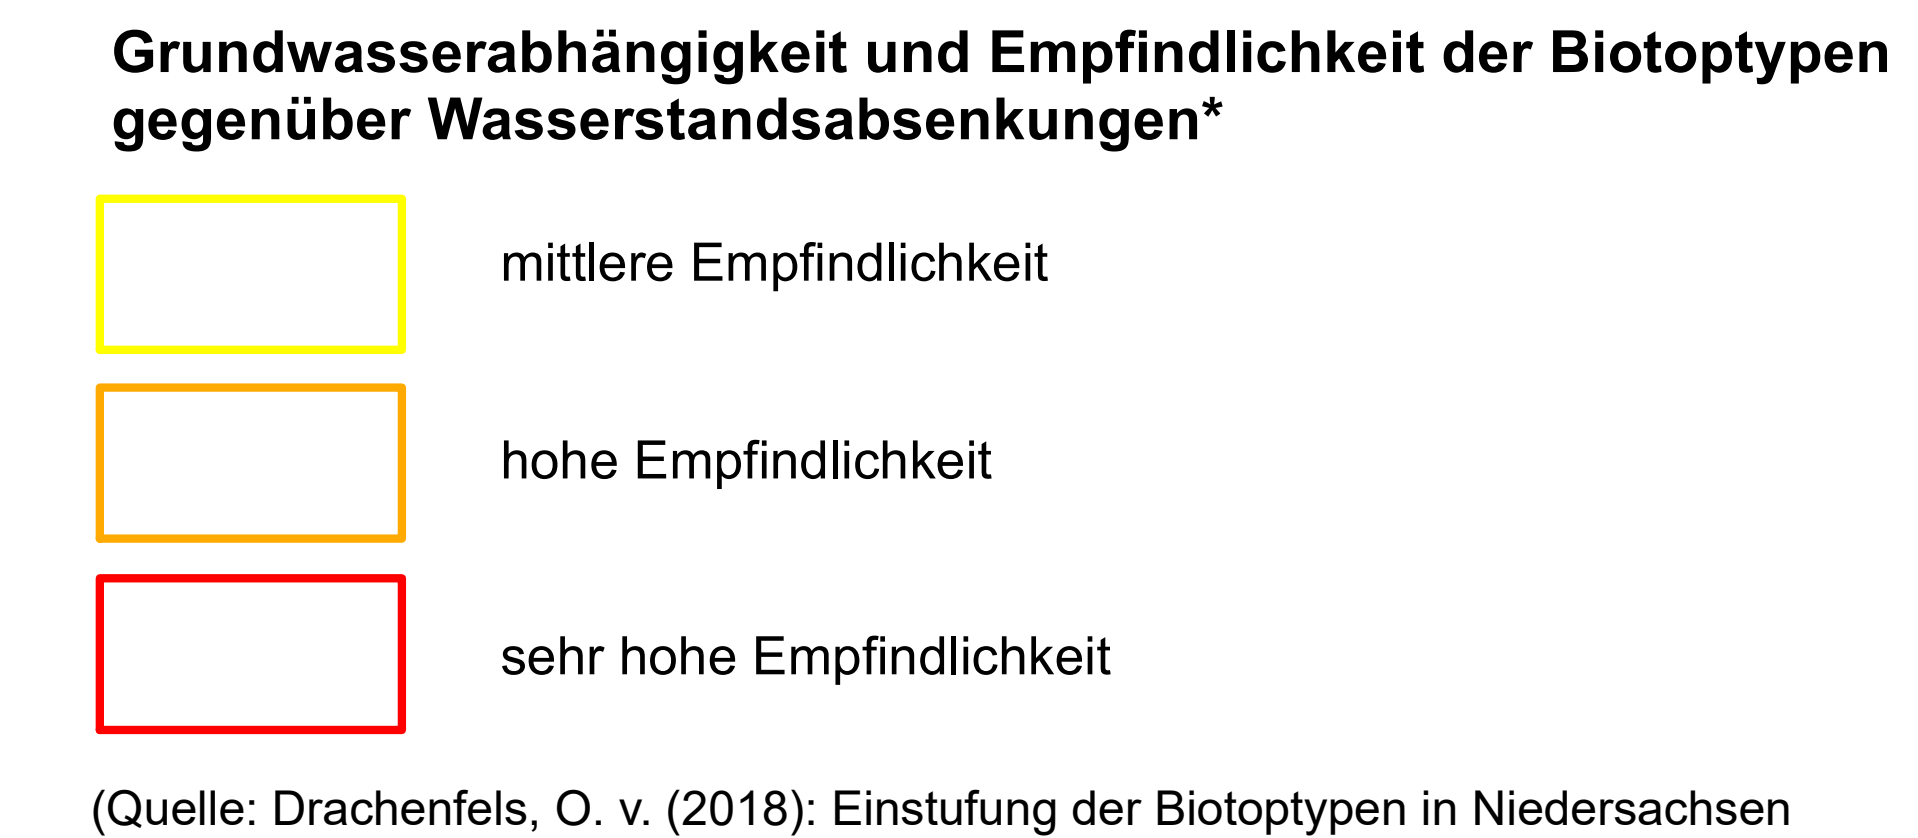 Grundwasserabhängigkeit und Empfindlichkeit der Biotoptypen
gegenüber Wasserstandsabsenkungen*
mittlere Empfindlichkeit
hohe Empfindlichkeit
sehr hohe Empfindlichkeit
(Quelle: Drachenfels, O. v. (2018): Einstufung der Biotoptypen in Niedersachsen